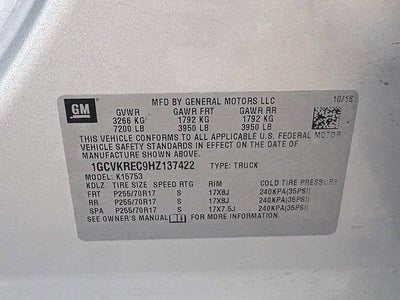 GM
MFD BY GENERAL MOTORS LLC 10/16
GVWR GAWR FRT GAWR RR
3266 KG 1792 KG 1792 KG
7200 LB 3950 LB 3950 LB
THIS VEHICLE CONFORMS TO ALL APPLICABLE U.S. FEDERAL MOTOR
VEHICLE SAFETY STANDARDS IN EFFECT ON THE DATE OF
MANUFACTURE SHOWN ABOVE.
1GCVKREC9HZ137422 TYPE: TRUCK
MODEL: K15753
KDLZ TIRE SIZE SPEED RTG RIM COLD TIRE PRESSURE
FRT P255/70R17 S 17X8J 240KPA(35PSI)
RR P255/70R17 S 17X8J 240KPA(35PSI)
SPA P255/70R17 S 17X7.5J 240KPA(35PSI)
SEE OWNER'S MANUAL FOR MORE INFORMATION.